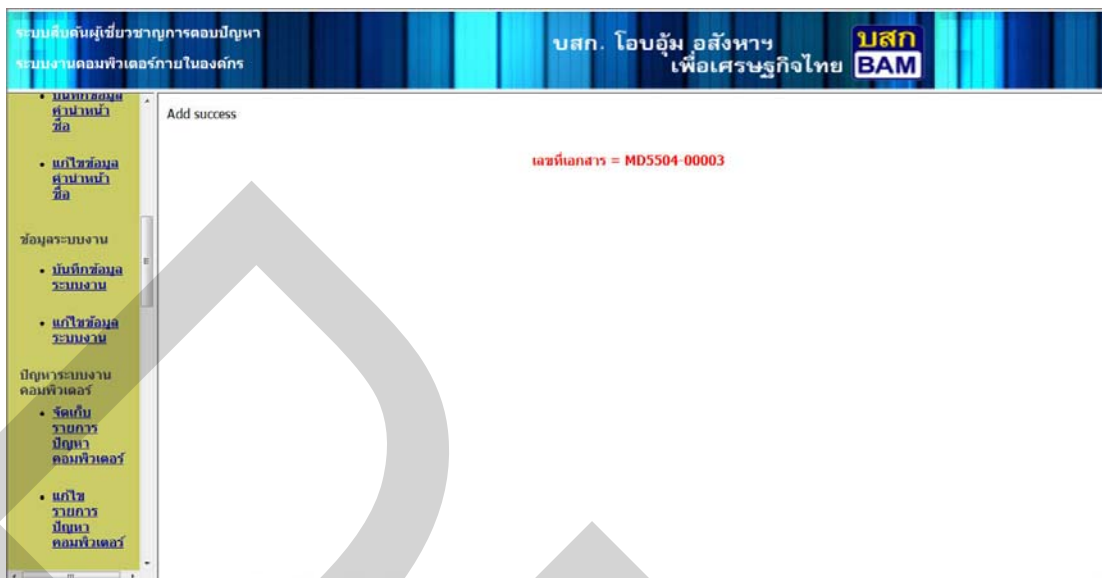 ระบบสืบค้นผู้เชี่ยวชาญการตอบปัญหา
ระบบงานคอมพิวเตอร์ภายในองค์กร
บสก. โอบอุ้ม อสังหาฯ
เพื่อเศรษฐกิจไทย
บสก
BAM
• บันทึกข้อมูล
คำนำหน้า
ชื่อ
• แก้ไขข้อมูล
คำนำหน้า
ชื่อ
ข้อมูลระบบงาน
• บันทึกข้อมูล
ระบบงาน
• แก้ไขข้อมูล
ระบบงาน
ปัญหาระบบงาน
คอมพิวเตอร์
• จัดเก็บ
รายการ
ปัญหา
คอมพิวเตอร์
• แก้ไข
รายการ
ปัญหา
คอมพิวเตอร์
Add success
เลขที่เอกสาร = MD5504-00003